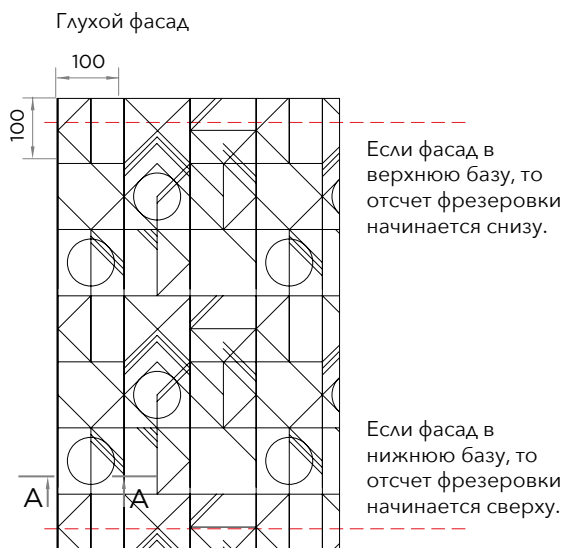 Глухой фасад
100
100
Если фасад в
верхнюю базу, то
отсчет фрезеровки
начинается снизу.
Если фасад в
нижнюю базу, то
отсчет фрезеровки
начинается сверху.
A A